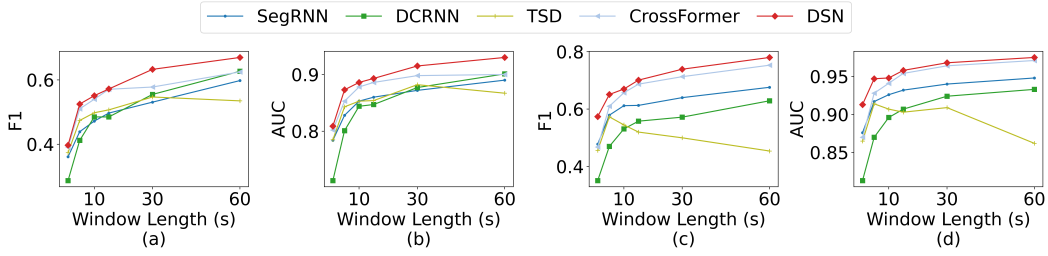 SegRNN DCRNN TSD CrossFormer DSN
0.6
0.4
F1
10 30 60
Window Length (s)
(a)
0.9
0.8
AUC
10 30 60
Window Length (s)
(b)
0.8
0.6
0.4
F1
10 30 60
Window Length (s)
(c)
0.95
0.90
0.85
AUC
10 30 60
Window Length (s)
(d)